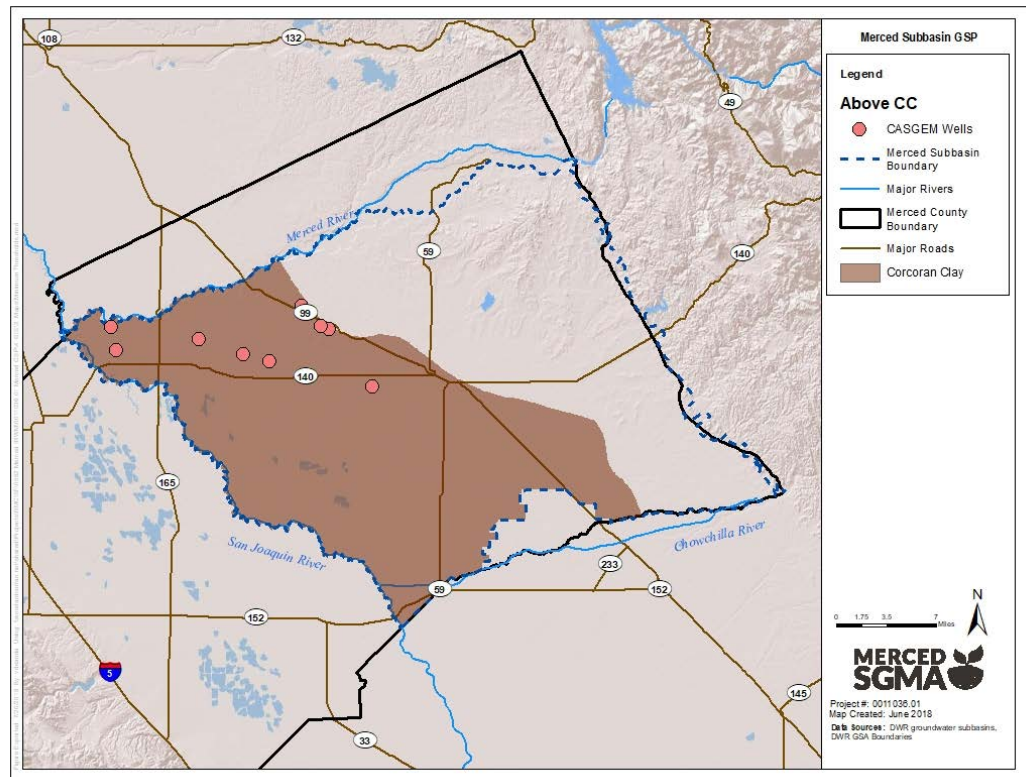 108
132
49
Merced River
59
140
99
140
165
San Joaquin River
Chowchilla River
233
59
152
152
5
33
145
Merced Subbasin GSP
Legend
Above CC
CASGEM Wells
Merced Subbasin
Boundary
Major Rivers
Merced County
Boundary
Major Roads
Corcoran Clay
N
0 1.75 3.5 7
Miles
MERCED
SGMA
Project #: 0011036.01
Map Created: June 2018
Data Sources: DWR groundwater subbasins,
DWR GSA Boundaries